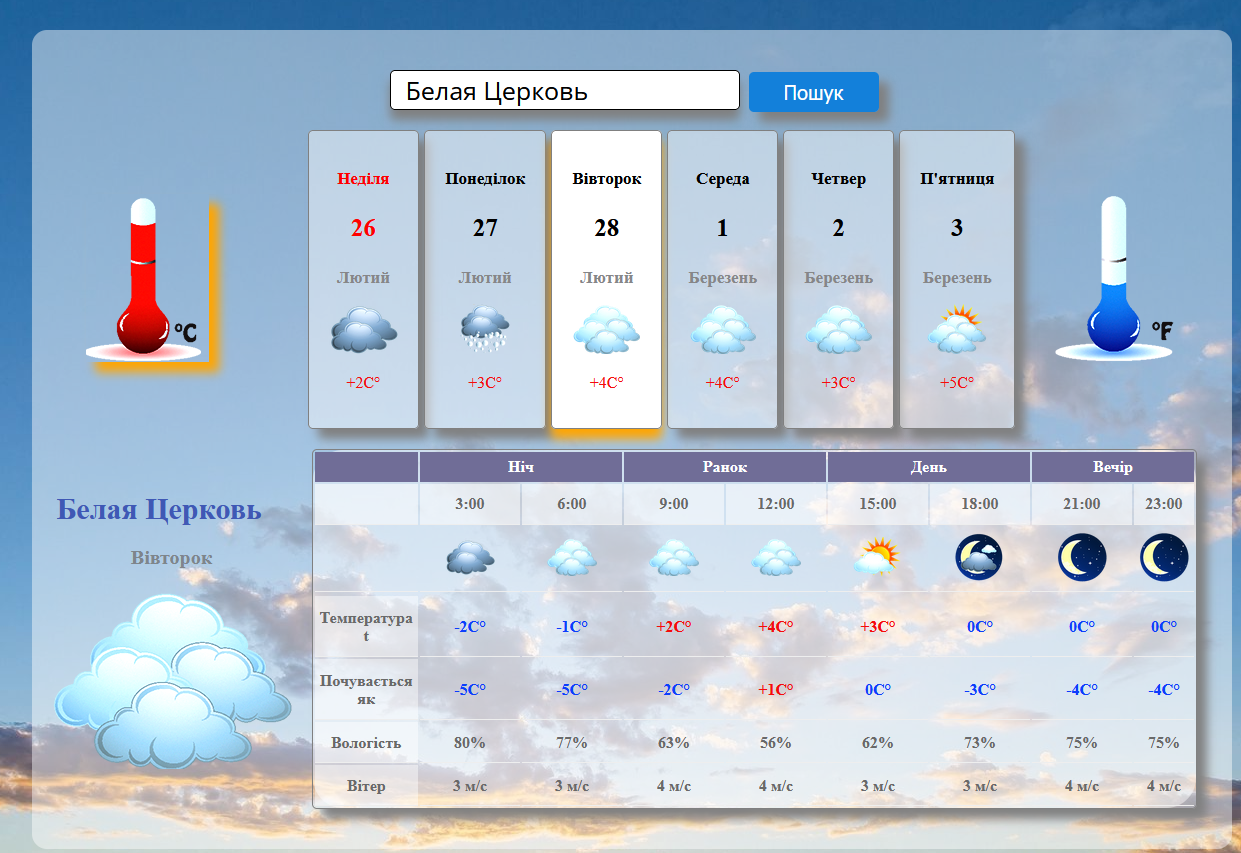 Белая Церковь Пошук
Неділя Понеділок Вівторок Середа Четвер П'ятниця
26 27 28 1 2 3
Лютий Лютий Лютий Березень Березень Березень
°C °F
+2C° +3C° +4C° +4C° +3C° +5C°
Белая Церковь
Вівторок
Ніч Ранок День Вечір
3:00 6:00 9:00 12:00 15:00 18:00 21:00 23:00
Температура
t
-2C° -1C° +2C° +4C° +3C° 0C° 0C° 0C°
Почувається
як
-5C° -5C° -2C° +1C° 0C° -3C° -4C° -4C°
Вологість 80% 77% 63% 56% 62% 73% 75% 75%
Вітер 3 м/с 3 м/с 4 м/с 4 м/с 3 м/с 3 м/с 4 м/с 4 м/с